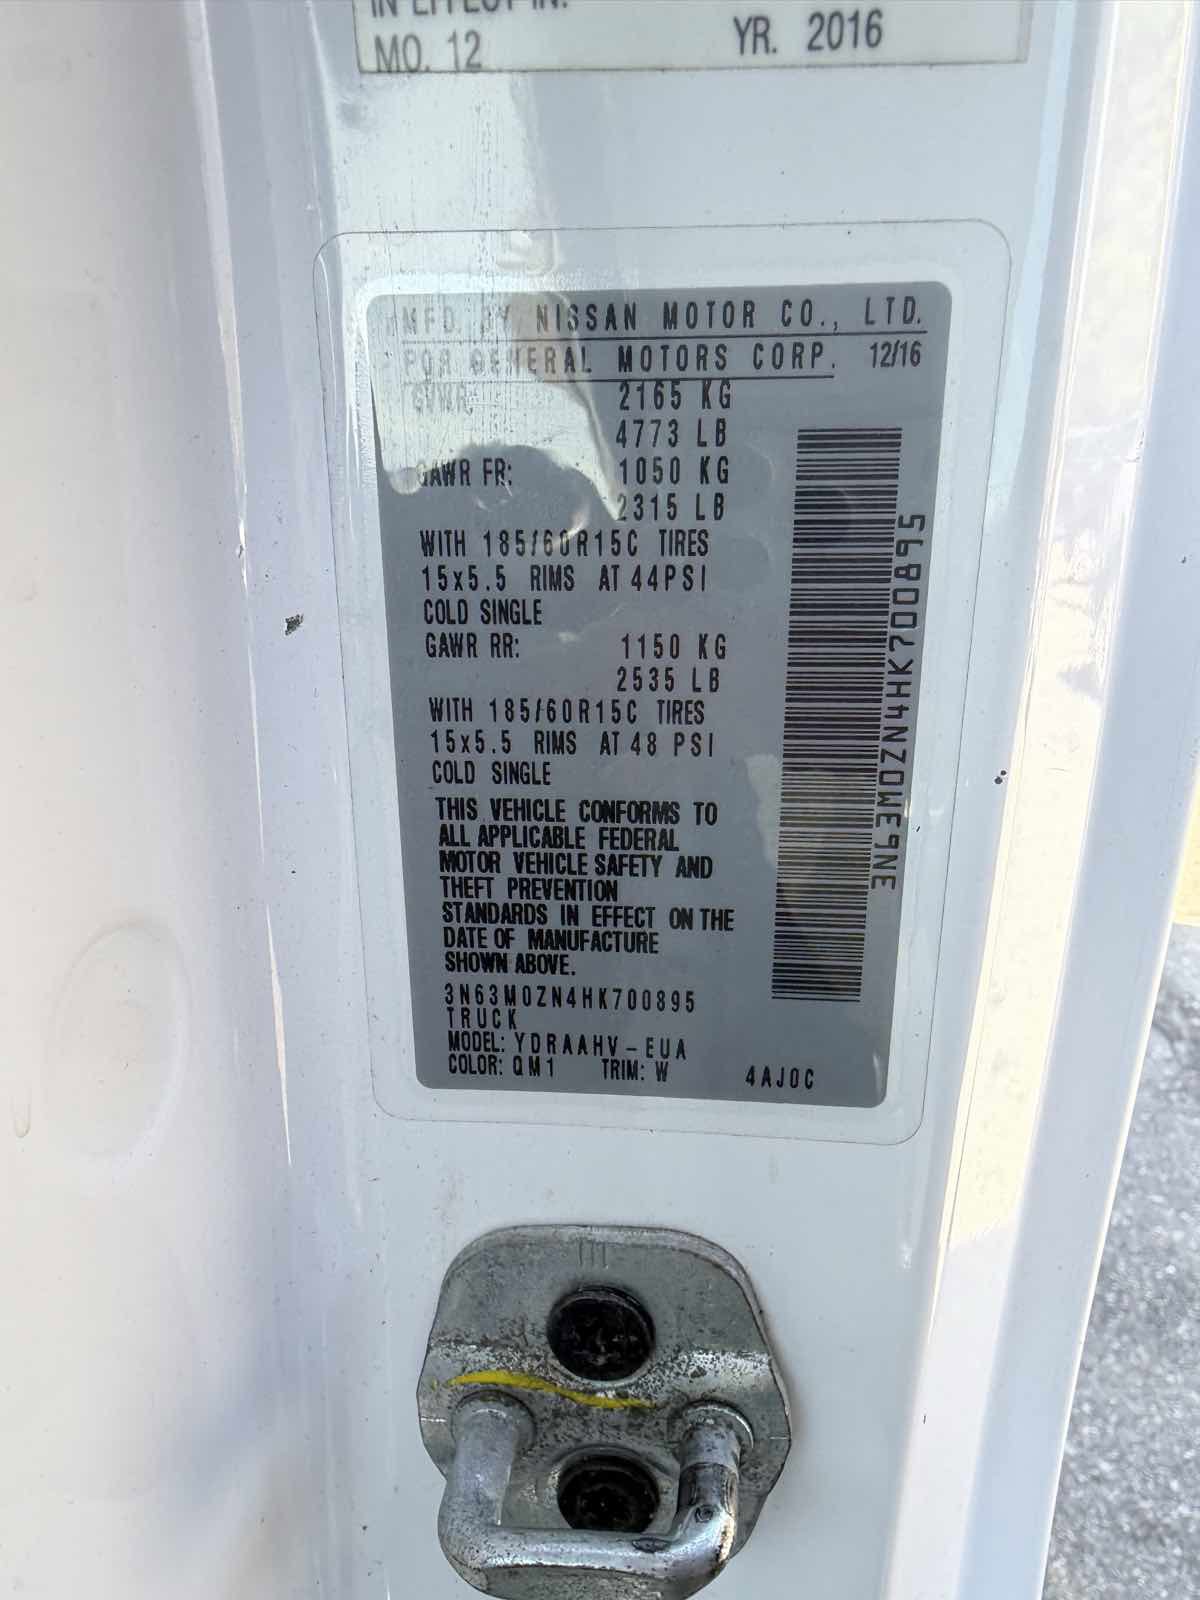 IN EFFECT IN:
MO. 12 YR. 2016
MFD. BY NISSAN MOTOR CO., LTD.
FOR GENERAL MOTORS CORP. 12/16
GVWR: 2165 KG
4773 LB
GAWR FR: 1050 KG
2315 LB
WITH 185/60R15C TIRES
15x5.5 RIMS AT 44PSI
COLD SINGLE
GAWR RR: 1150 KG
2535 LB
WITH 185/60R15C TIRES
15x5.5 RIMS AT 48 PSI
COLD SINGLE
THIS VEHICLE CONFORMS TO
ALL APPLICABLE FEDERAL
MOTOR VEHICLE SAFETY AND
THEFT PREVENTION
STANDARDS IN EFFECT ON THE
DATE OF MANUFACTURE
SHOWN ABOVE.
3N63M0ZN4HK700895
TRUCK
MODEL: YDRAAHV-EUA
COLOR: QM1 TRIM: W 4AJ0C
3N63M0ZN4HK700895